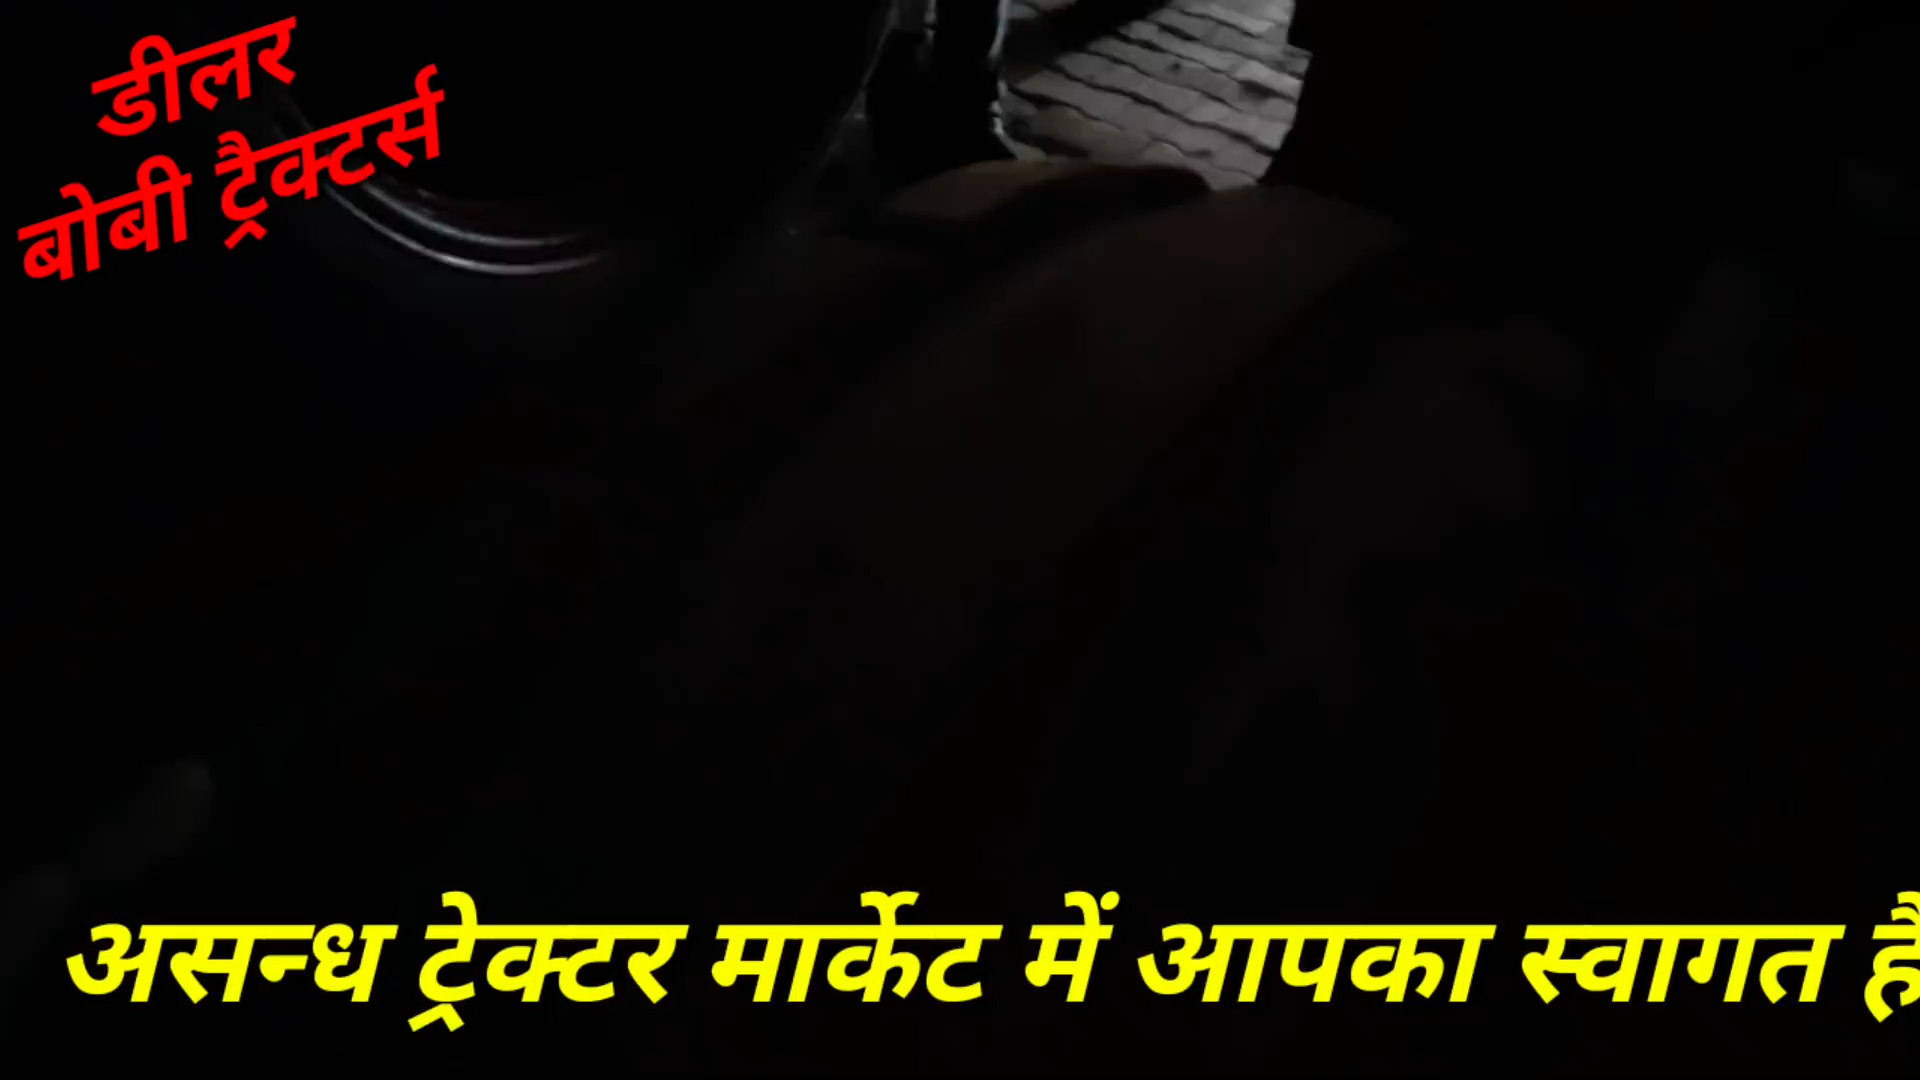 डीलर
बोबी ट्रैक्टर्स
असन्ध ट्रेक्टर मार्केट में आपका स्वागत है